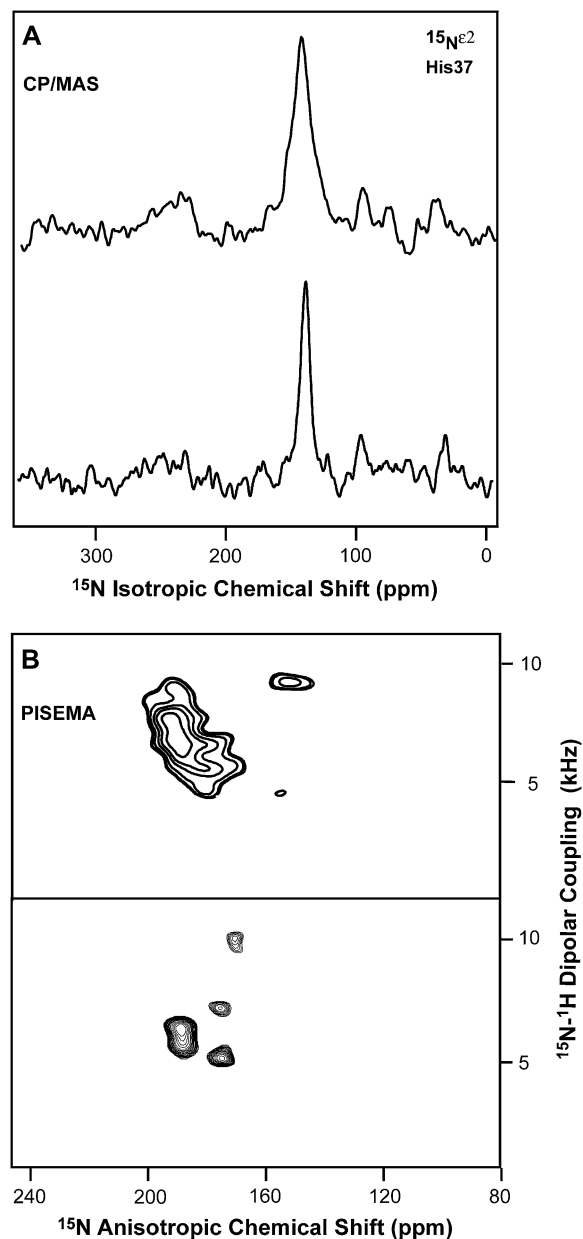 A
¹⁵Nε2
His37
CP/MAS
300 200 100 0
¹⁵N Isotropic Chemical Shift (ppm)
B
PISEMA
10
5
10
5
¹⁵N-¹H Dipolar Coupling (kHz)
240 200 160 120 80
¹⁵N Anisotropic Chemical Shift (ppm)